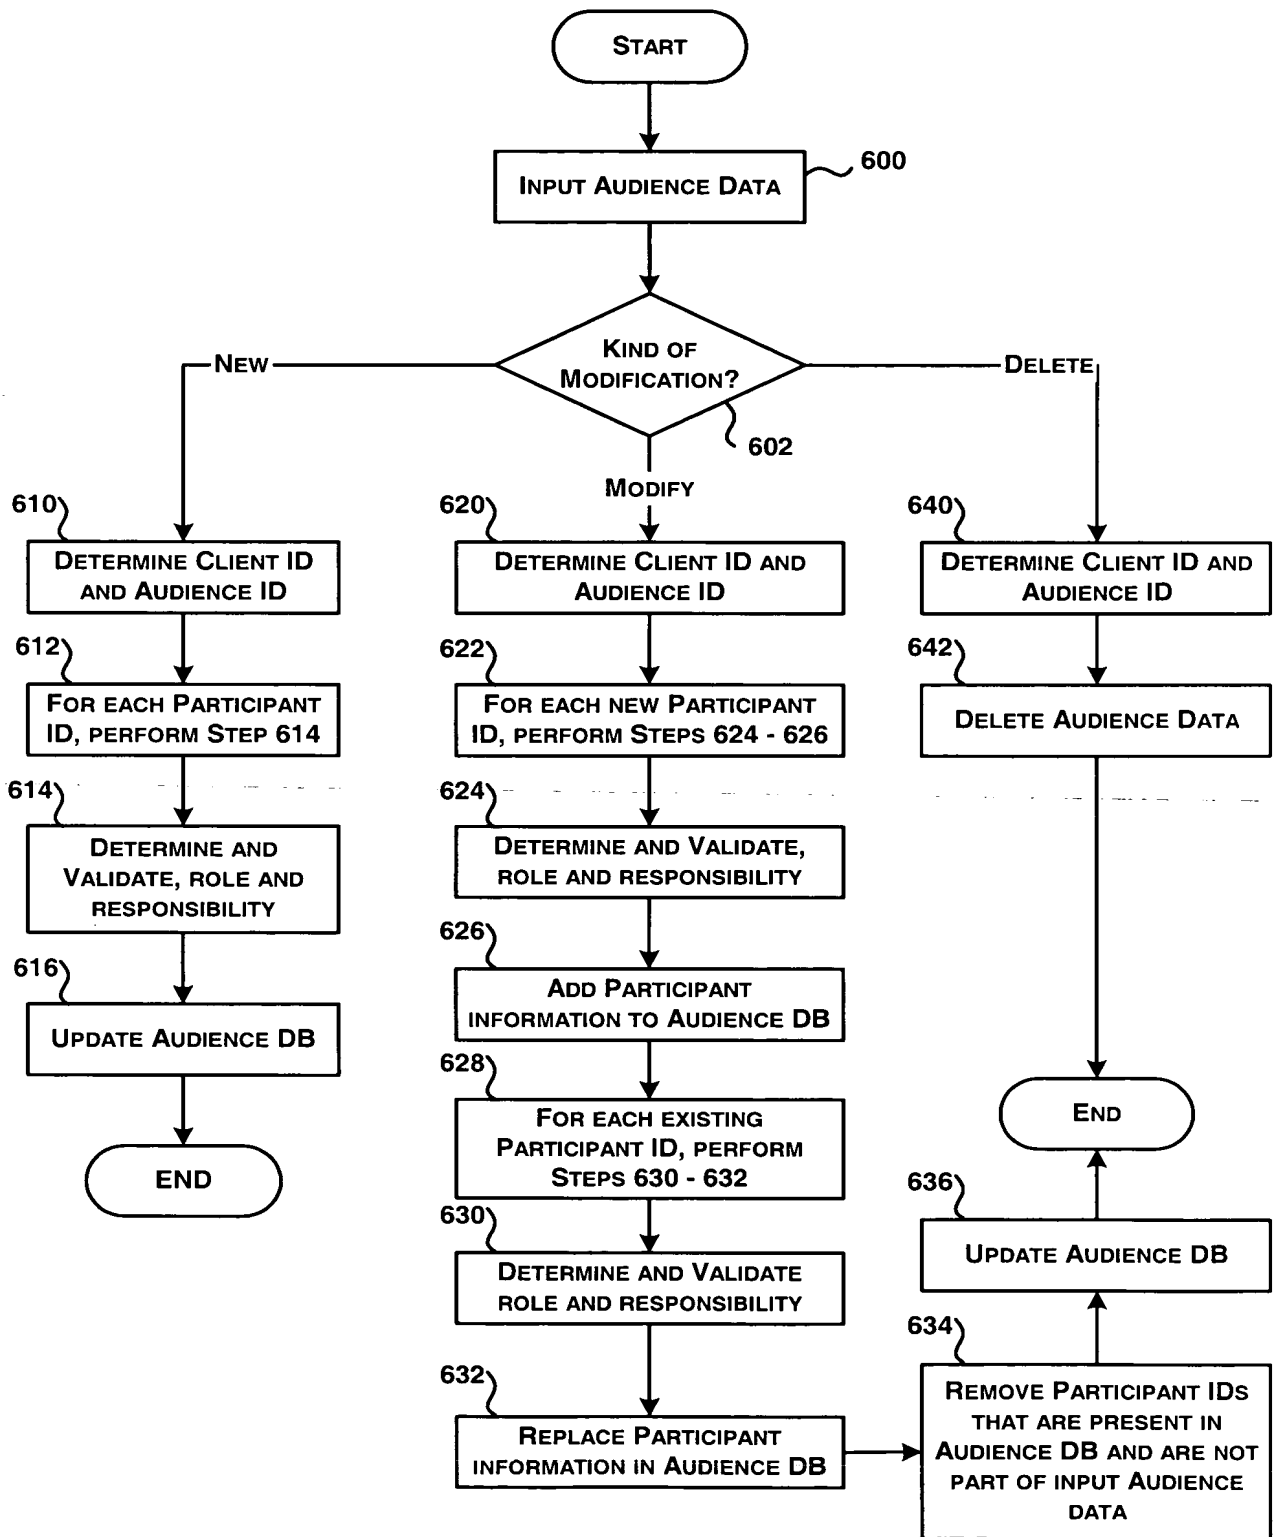 START
INPUT AUDIENCE DATA
600
KIND OF
MODIFICATION?
602
NEW
MODIFY
DELETE
610
DETERMINE CLIENT ID
AND AUDIENCE ID
612
FOR EACH PARTICIPANT
ID, PERFORM STEP 614
614
DETERMINE AND
VALIDATE, ROLE AND
RESPONSIBILITY
616
UPDATE AUDIENCE DB
END
620
DETERMINE CLIENT ID AND
AUDIENCE ID
622
FOR EACH NEW PARTICIPANT
ID, PERFORM STEPS 624 - 626
624
DETERMINE AND VALIDATE,
ROLE AND RESPONSIBILITY
626
ADD PARTICIPANT
INFORMATION TO AUDIENCE DB
628
FOR EACH EXISTING
PARTICIPANT ID, PERFORM
STEPS 630 - 632
630
DETERMINE AND VALIDATE
ROLE AND RESPONSIBILITY
632
REPLACE PARTICIPANT
INFORMATION IN AUDIENCE DB
640
DETERMINE CLIENT ID AND
AUDIENCE ID
642
DELETE AUDIENCE DATA
END
636
UPDATE AUDIENCE DB
634
REMOVE PARTICIPANT IDS
THAT ARE PRESENT IN
AUDIENCE DB AND ARE NOT
PART OF INPUT AUDIENCE
DATA